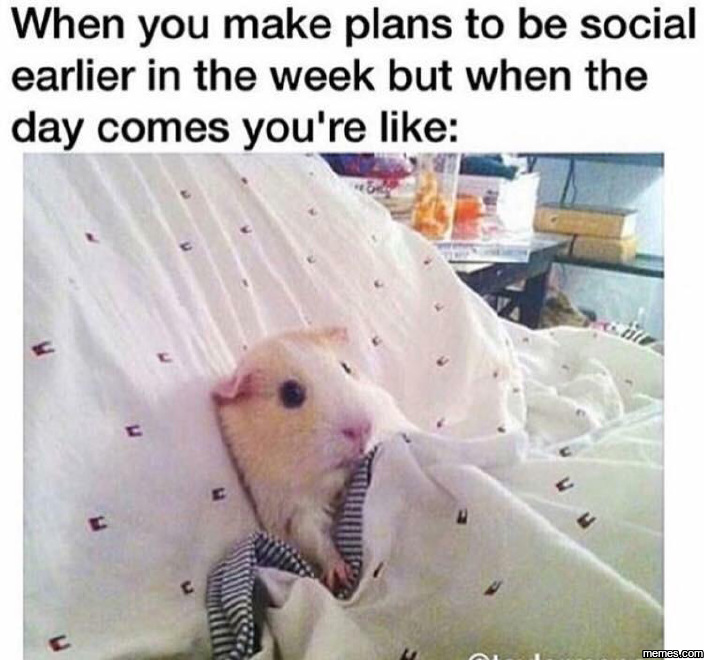 When you make plans to be social
earlier in the week but when the
day comes you're like:
memes.com